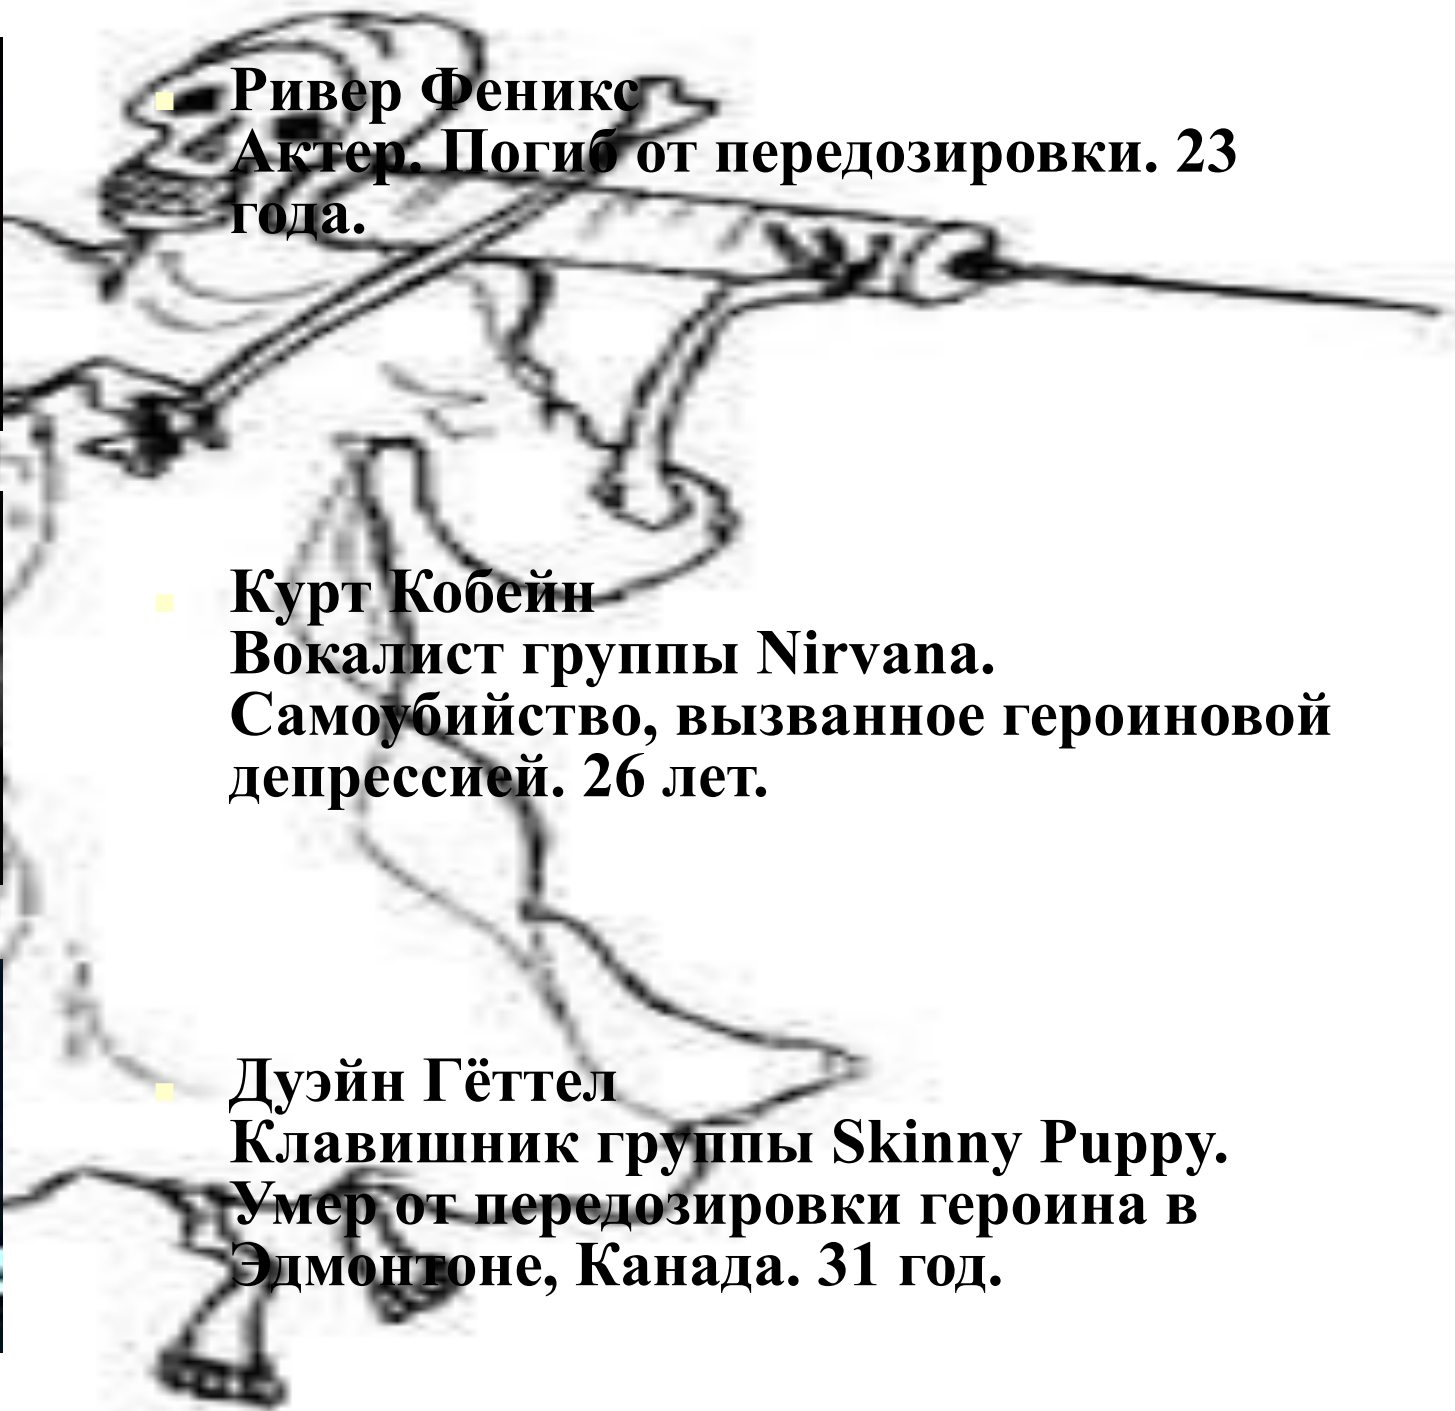 Ривер Феникс
Актер. Погиб от передозировки. 23
года.
Курт Кобейн
Вокалист группы Nirvana.
Самоубийство, вызванное героиновой
депрессией. 26 лет.
Дуэйн Гёттел
Клавишник группы Skinny Puppy.
Умер от передозировки героина в
Эдмонтоне, Канада. 31 год.